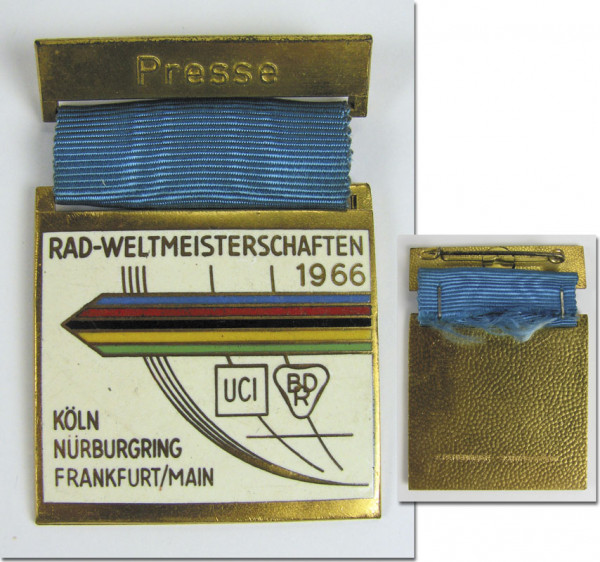 Presse
RAD-WELTMEISTERSCHAFTEN
1966
UCI
BDR
KÖLN
NÜRBURGRING
FRANKFURT/MAIN